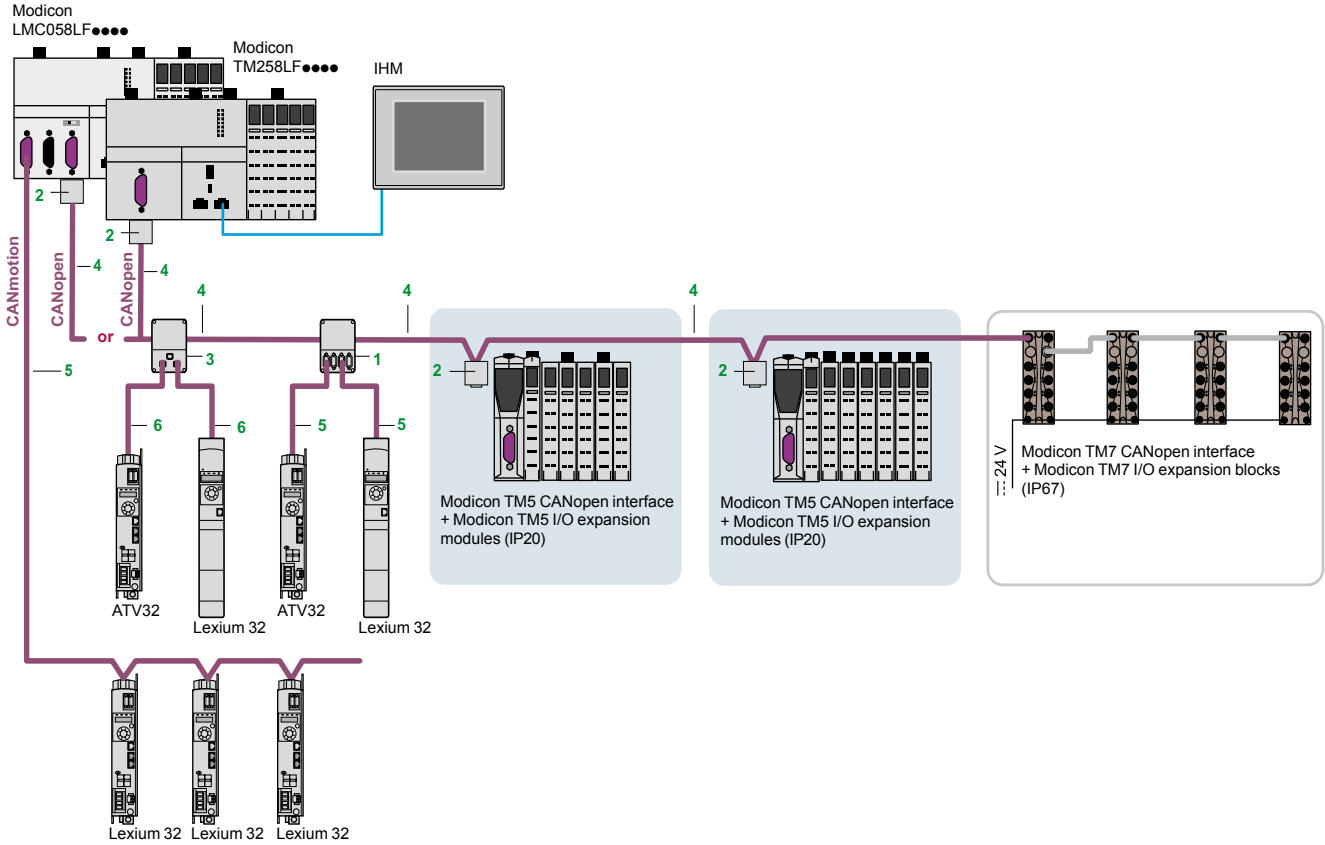 Modicon
LMC058LF●●●●
Modicon
TM258LF●●●●
IHM
2
2
CANmotion
CANopen
CANopen
4
4
or
4
4
4
3
1
2
2
5
6
6
5
5
24 V
Modicon TM5 CANopen interface
+ Modicon TM5 I/O expansion
modules (IP20)
Modicon TM5 CANopen interface
+ Modicon TM5 I/O expansion
modules (IP20)
Modicon TM7 CANopen interface
+ Modicon TM7 I/O expansion blocks
(IP67)
ATV32
Lexium 32
ATV32
Lexium 32
Lexium 32
Lexium 32
Lexium 32